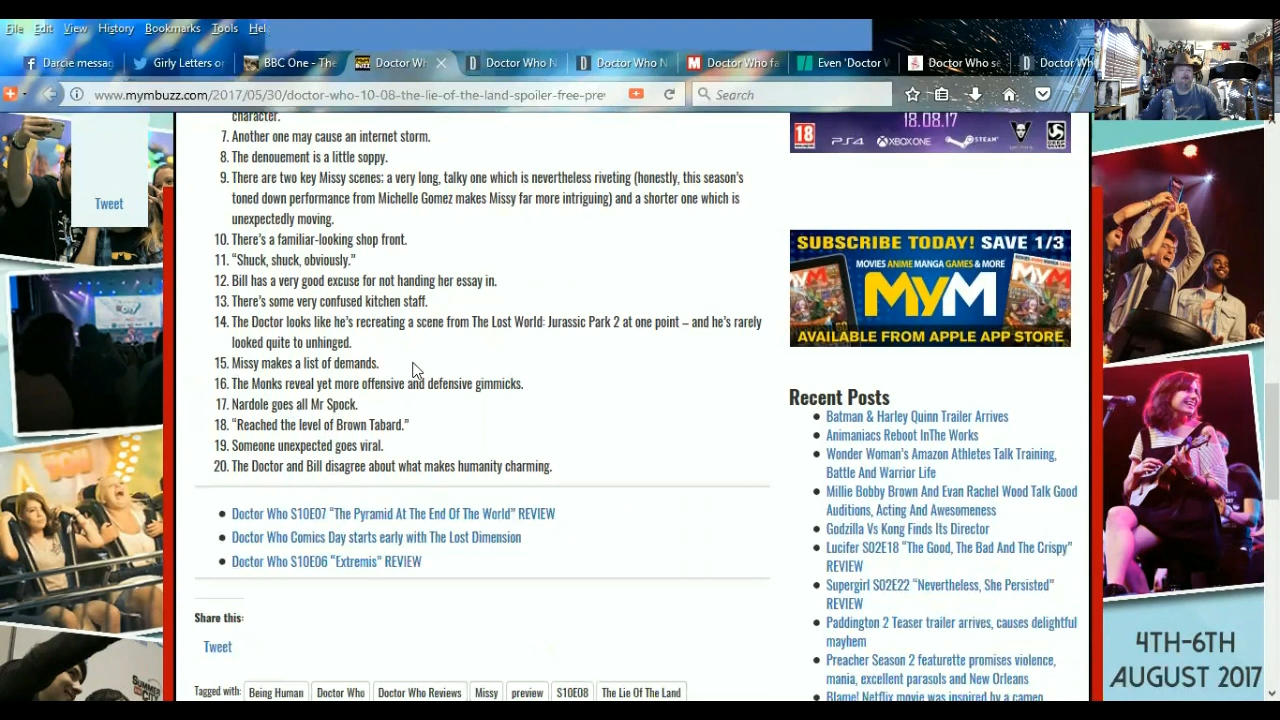 File Edit View History Bookmarks Tools Hel
Darcie messag
Girly Letters or
BBC One - The
Doctor Wh
Doctor Who N
Doctor Who N
Doctor Who fa
Even 'Doctor W
Doctor Who se
Doctor Wh
www.mymbuzz.com/2017/05/30/doctor-who-10-08-the-lie-of-the-land-spoiler-free-pre
Search
character.
7. Another one may cause an internet storm.
8. The denouement is a little soppy.
9. There are two key Missy scenes: a very long, talky one which is nevertheless riveting (honestly, this season's
toned down performance from Michelle Gomez makes Missy far more intriguing) and a shorter one which is
unexpectedly moving.
10. There's a familiar-looking shop front.
11. "Shuck, shuck, obviously."
12. Bill has a very good excuse for not handing her essay in.
13. There's some very confused kitchen staff.
14. The Doctor looks like he's recreating a scene from The Lost World: Jurassic Park 2 at one point – and he's rarely
looked quite to unhinged.
15. Missy makes a list of demands.
16. The Monks reveal yet more offensive and defensive gimmicks.
17. Nardole goes all Mr Spock.
18. "Reached the level of Brown Tabard."
19. Someone unexpected goes viral.
20. The Doctor and Bill disagree about what makes humanity charming.
Doctor Who S10E07 "The Pyramid At The End Of The World" REVIEW
Doctor Who Comics Day starts early with The Lost Dimension
Doctor Who S10E06 "Extremis" REVIEW
Share this:
Tweet
Tagged with: Being Human Doctor Who Doctor Who Reviews Missy preview S10E08 The Lie Of The Land
Tweet
18.08.17
18 PS4 XBOXONE STEAM
SUBSCRIBE TODAY! SAVE 1/3
MOVIES ANIME MANGA GAMES & MORE
MyM
AVAILABLE FROM APPLE APP STORE
Recent Posts
Batman & Harley Quinn Trailer Arrives
Animaniacs Reboot InThe Works
Wonder Woman's Amazon Athletes Talk Training,
Battle And Warrior Life
Millie Bobby Brown And Evan Rachel Wood Talk Good
Auditions, Acting And Awesomeness
Godzilla Vs Kong Finds Its Director
Lucifer S02E18 "The Good, The Bad And The Crispy"
REVIEW
Supergirl S02E22 "Nevertheless, She Persisted"
REVIEW
Paddington 2 Teaser trailer arrives, causes delightful
mayhem
Preacher Season 2 featurette promises violence,
mania, excellent parasols and New Orleans
Blame! Netflix movie was inspired by a cameo
4TH-6TH
AUGUST 2017